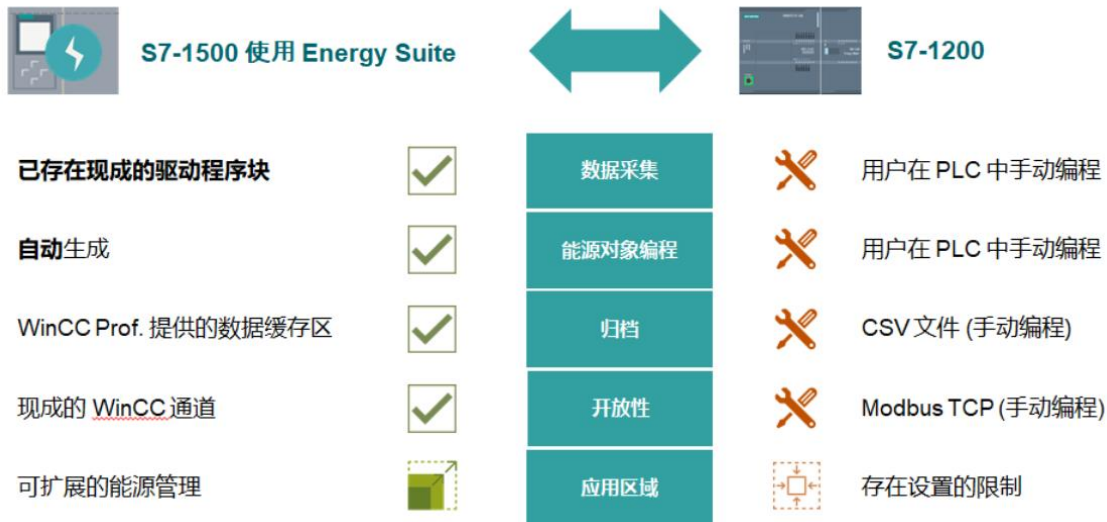 S7-1500 使用 Energy Suite
S7-1200
已存在现成的驱动程序块
数据采集
用户在 PLC 中手动编程
自动生成
能源对象编程
用户在 PLC 中手动编程
WinCC Prof. 提供的数据缓存区
归档
CSV 文件 (手动编程)
现成的 WinCC 通道
开放性
Modbus TCP (手动编程)
可扩展的能源管理
应用区域
存在设置的限制